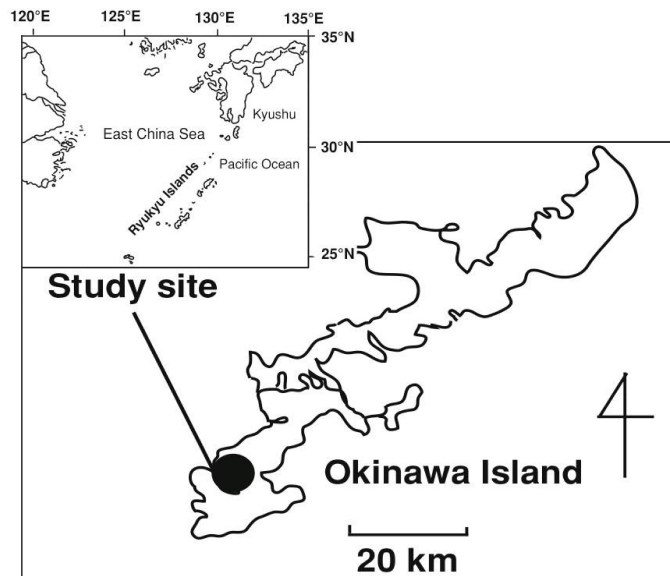 120°E 125°E 130°E 135°E
35°N
Kyushu
East China Sea
30°N
Pacific Ocean
Ryukyu Islands
25°N
Study site
Okinawa Island
20 km